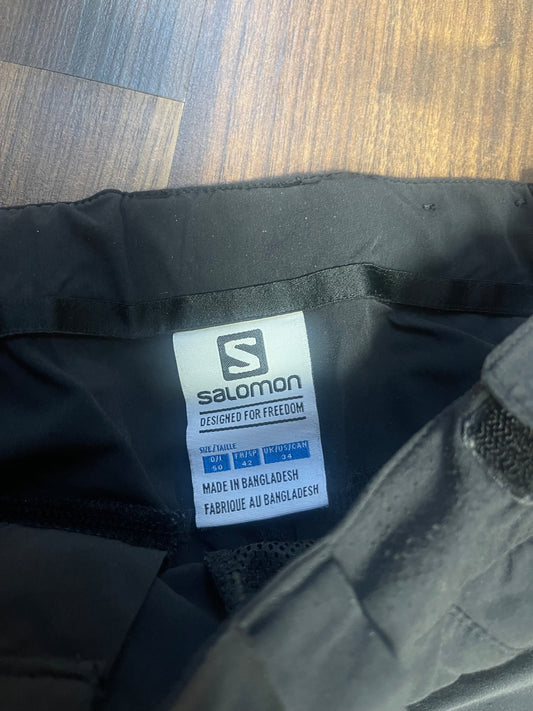 S
SALOMON
DESIGNED FOR FREEDOM
SIZE/TAILLE
D/I FR/SP UK/US/CAN
50 42 34
MADE IN BANGLADESH
FABRIQUE AU BANGLADESH